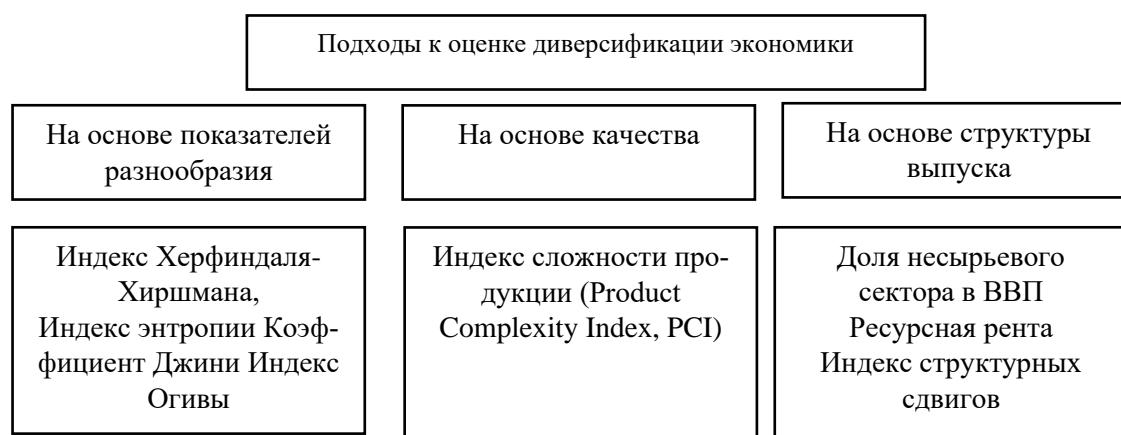 Подходы к оценке диверсификации экономики
На основе показателей
разнообразия
На основе качества
На основе структуры
выпуска
Индекс Херфиндаля-
Хиршмана,
Индекс энтропии Коэф-
фициент Джини Индекс
Огивы
Индекс сложности про-
дукции (Product
Complexity Index, PCI)
Доля несырьевого
сектора в ВВП
Ресурсная рента
Индекс структурных
сдвигов